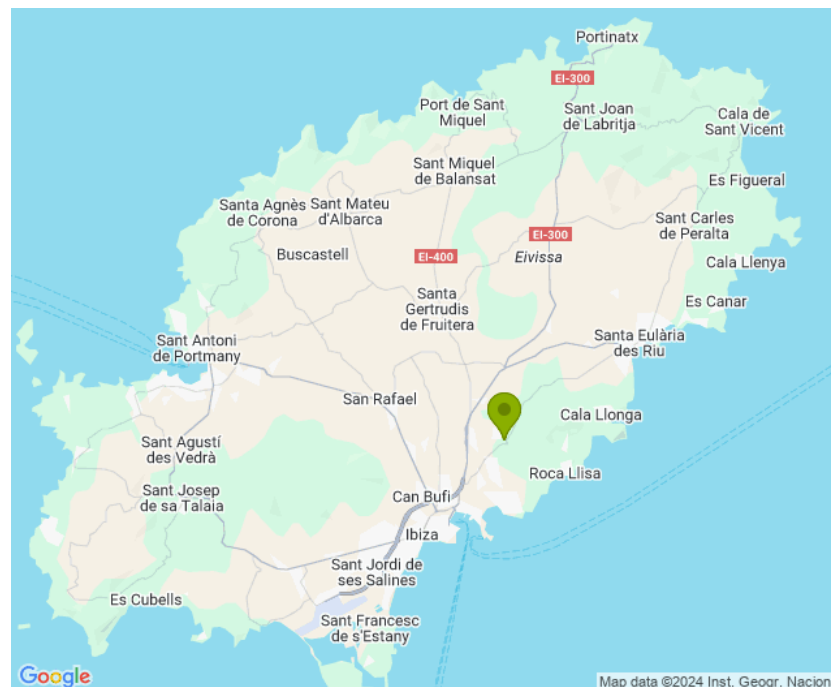 Portinatx
EI-300
Port de Sant
Miquel
Sant Joan
de Labritja
Cala de
Sant Vicent
Sant Miquel
de Balansat
Es Figueral
Santa Agnès
de Corona
Sant Mateu
d'Albarca
Sant Carles
de Peralta
EI-300
Buscastell
EI-400
Eivissa
Cala Llenya
Santa
Gertrudis
de Fruitera
Es Canar
Sant Antoni
de Portmany
Santa Eulària
des Riu
San Rafael
Cala Llonga
Sant Agustí
des Vedrà
Roca Llisa
Sant Josep
de sa Talaia
Can Bufi
Ibiza
Sant Jordi de
ses Salines
Es Cubells
Sant Francesc
de s'Estany
Google
Map data ©2024 Inst. Geogr. Nacion